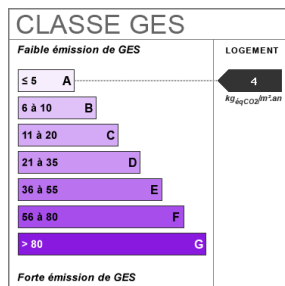 CLASSE GES
Faible émission de GES
LOGEMENT
≤ 5 A
4
kgéqCO2/m².an
6 à 10 B
11 à 20 C
21 à 35 D
36 à 55 E
56 à 80 F
> 80 G
Forte émission de GES